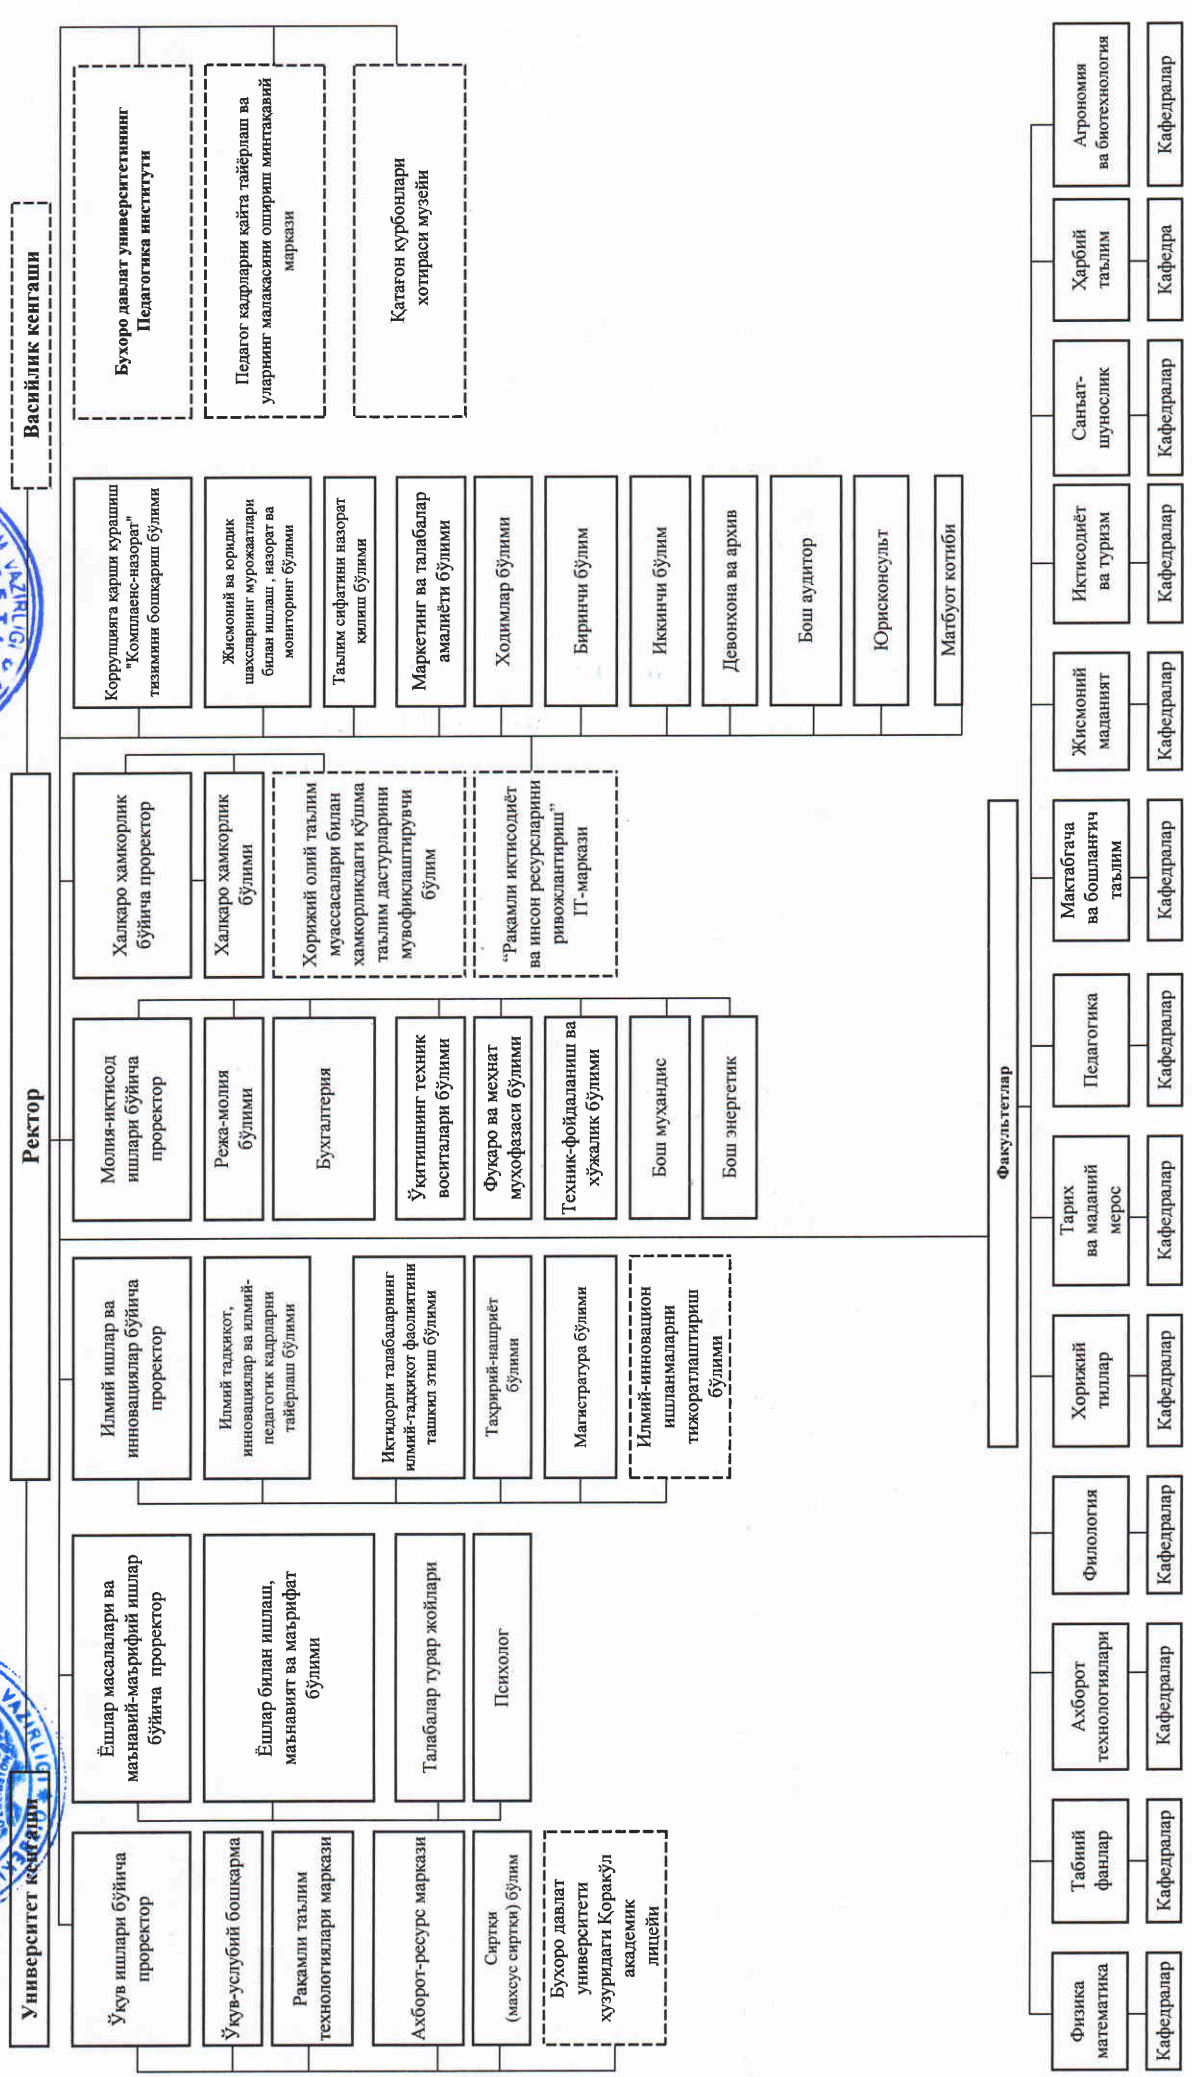 Университет кенгаши
Ректор
Васийлик кенгаши
Ўқув ишлари бўйича
проректор
Ўқув-услубий бошқарма
Рақамли таълим
технологиялари маркази
Ахборот-ресурс маркази
Сиртқи
(махсус сиртқи) бўлим
Бухоро давлат
университети
ҳузуридаги Қоракўл
академик
лицейи
Ёшлар масалалари ва
маънавий-маърифий ишлар
бўйича проректор
Ёшлар билан ишлаш,
маънавият ва маърифат
бўлими
Талабалар турар жойлари
Психолог
Илмий ишлар ва
инновациялар бўйича
проректор
Илмий тадқиқот,
инновациялар ва илмий-
педагогик кадрларни
тайёрлаш бўлими
Иқтидорли талабаларнинг
илмий-тадқиқот фаолиятини
ташкил этиш бўлими
Таҳририй-нашриёт
бўлими
Магистратура бўлими
Илмий-инновацион
ишланмаларни
тижоратлаштириш
бўлими
Молия-иқтисод
ишлари бўйича
проректор
Режа-молия
бўлими
Бухгалтерия
Ўқитишнинг техник
воситалари бўлими
Фуқаро ва меҳнат
муҳофазаси бўлими
Техник-фойдаланиш ва
хўжалик бўлими
Бош муҳандис
Бош энергетик
Халқаро ҳамкорлик
бўйича проректор
Халқаро ҳамкорлик
бўлими
Хорижий олий таълим
муассасалари билан
ҳамкорликдаги қўшма
таълим дастурларини
мувофиқлаштирувчи
бўлим
“Рақамли иқтисодиёт
ва инсон ресурсларини
ривожлантириш”
IT-маркази
Коррупцияга қарши курашиш
"Комплаенс-назорат"
тизамини бошқариш бўлими
Жисмоний ва юридик
шахсларнинг мурожаатлари
билан ишлаш , назорат ва
мониторинг бўлими
Таълим сифатини назорат
қилиш бўлими
Маркетинг ва талабалар
амалиёти бўлими
Ходимлар бўлими
Биринчи бўлим
Иккинчи бўлим
Девонхона ва архив
Бош аудитор
Юрисконсульт
Матбуот котиби
Бухоро давлат университетининг
Педагогика институти
Педагог кадрларни қайта тайёрлаш ва
уларнинг малакасини ошириш минтақавий
маркази
Қатағон қурбонлари
хотираси музейи
Факультетлар
Физика
математика
Табиий
фанлар
Ахборот
технологиялари
Филология
Хорижий
тиллар
Тарих
ва маданий
мерос
Педагогика
Мактабгача
ва бошланғич
таълим
Жисмоний
маданият
Иқтисодиёт
ва туризм
Санъат-
шунослик
Ҳарбий
таълим
Агрономия
ва биотехнология
Кафедралар
Кафедралар
Кафедралар
Кафедралар
Кафедралар
Кафедралар
Кафедралар
Кафедралар
Кафедралар
Кафедралар
Кафедралар
Кафедра
Кафедралар
VAZIRLIGI
VAZIRLIGI